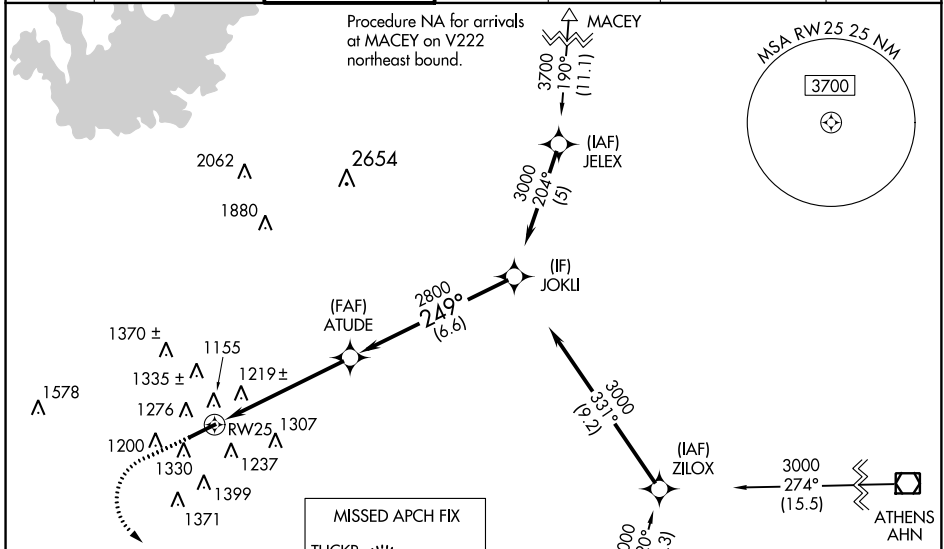 Procedure NA for arrivals
at MACEY on V222
northeast bound.
MACEY
3700
190°
(11.1)
MSA RW25 25 NM
3700
(IAF)
JELEX
3000
204°
(5)
2062
2654
1880
(IF)
JOKLI
2800
249°
(6.6)
(FAF)
ATUDE
1370 ±
1155
1335 ±
1219 ±
1578
1276
RW25
1307
1200
1330
1237
1399
1371
3000
331°
(9.2)
(IAF)
ZILOX
3000
274°
(15.5)
ATHENS
AHN
MISSED APCH FIX